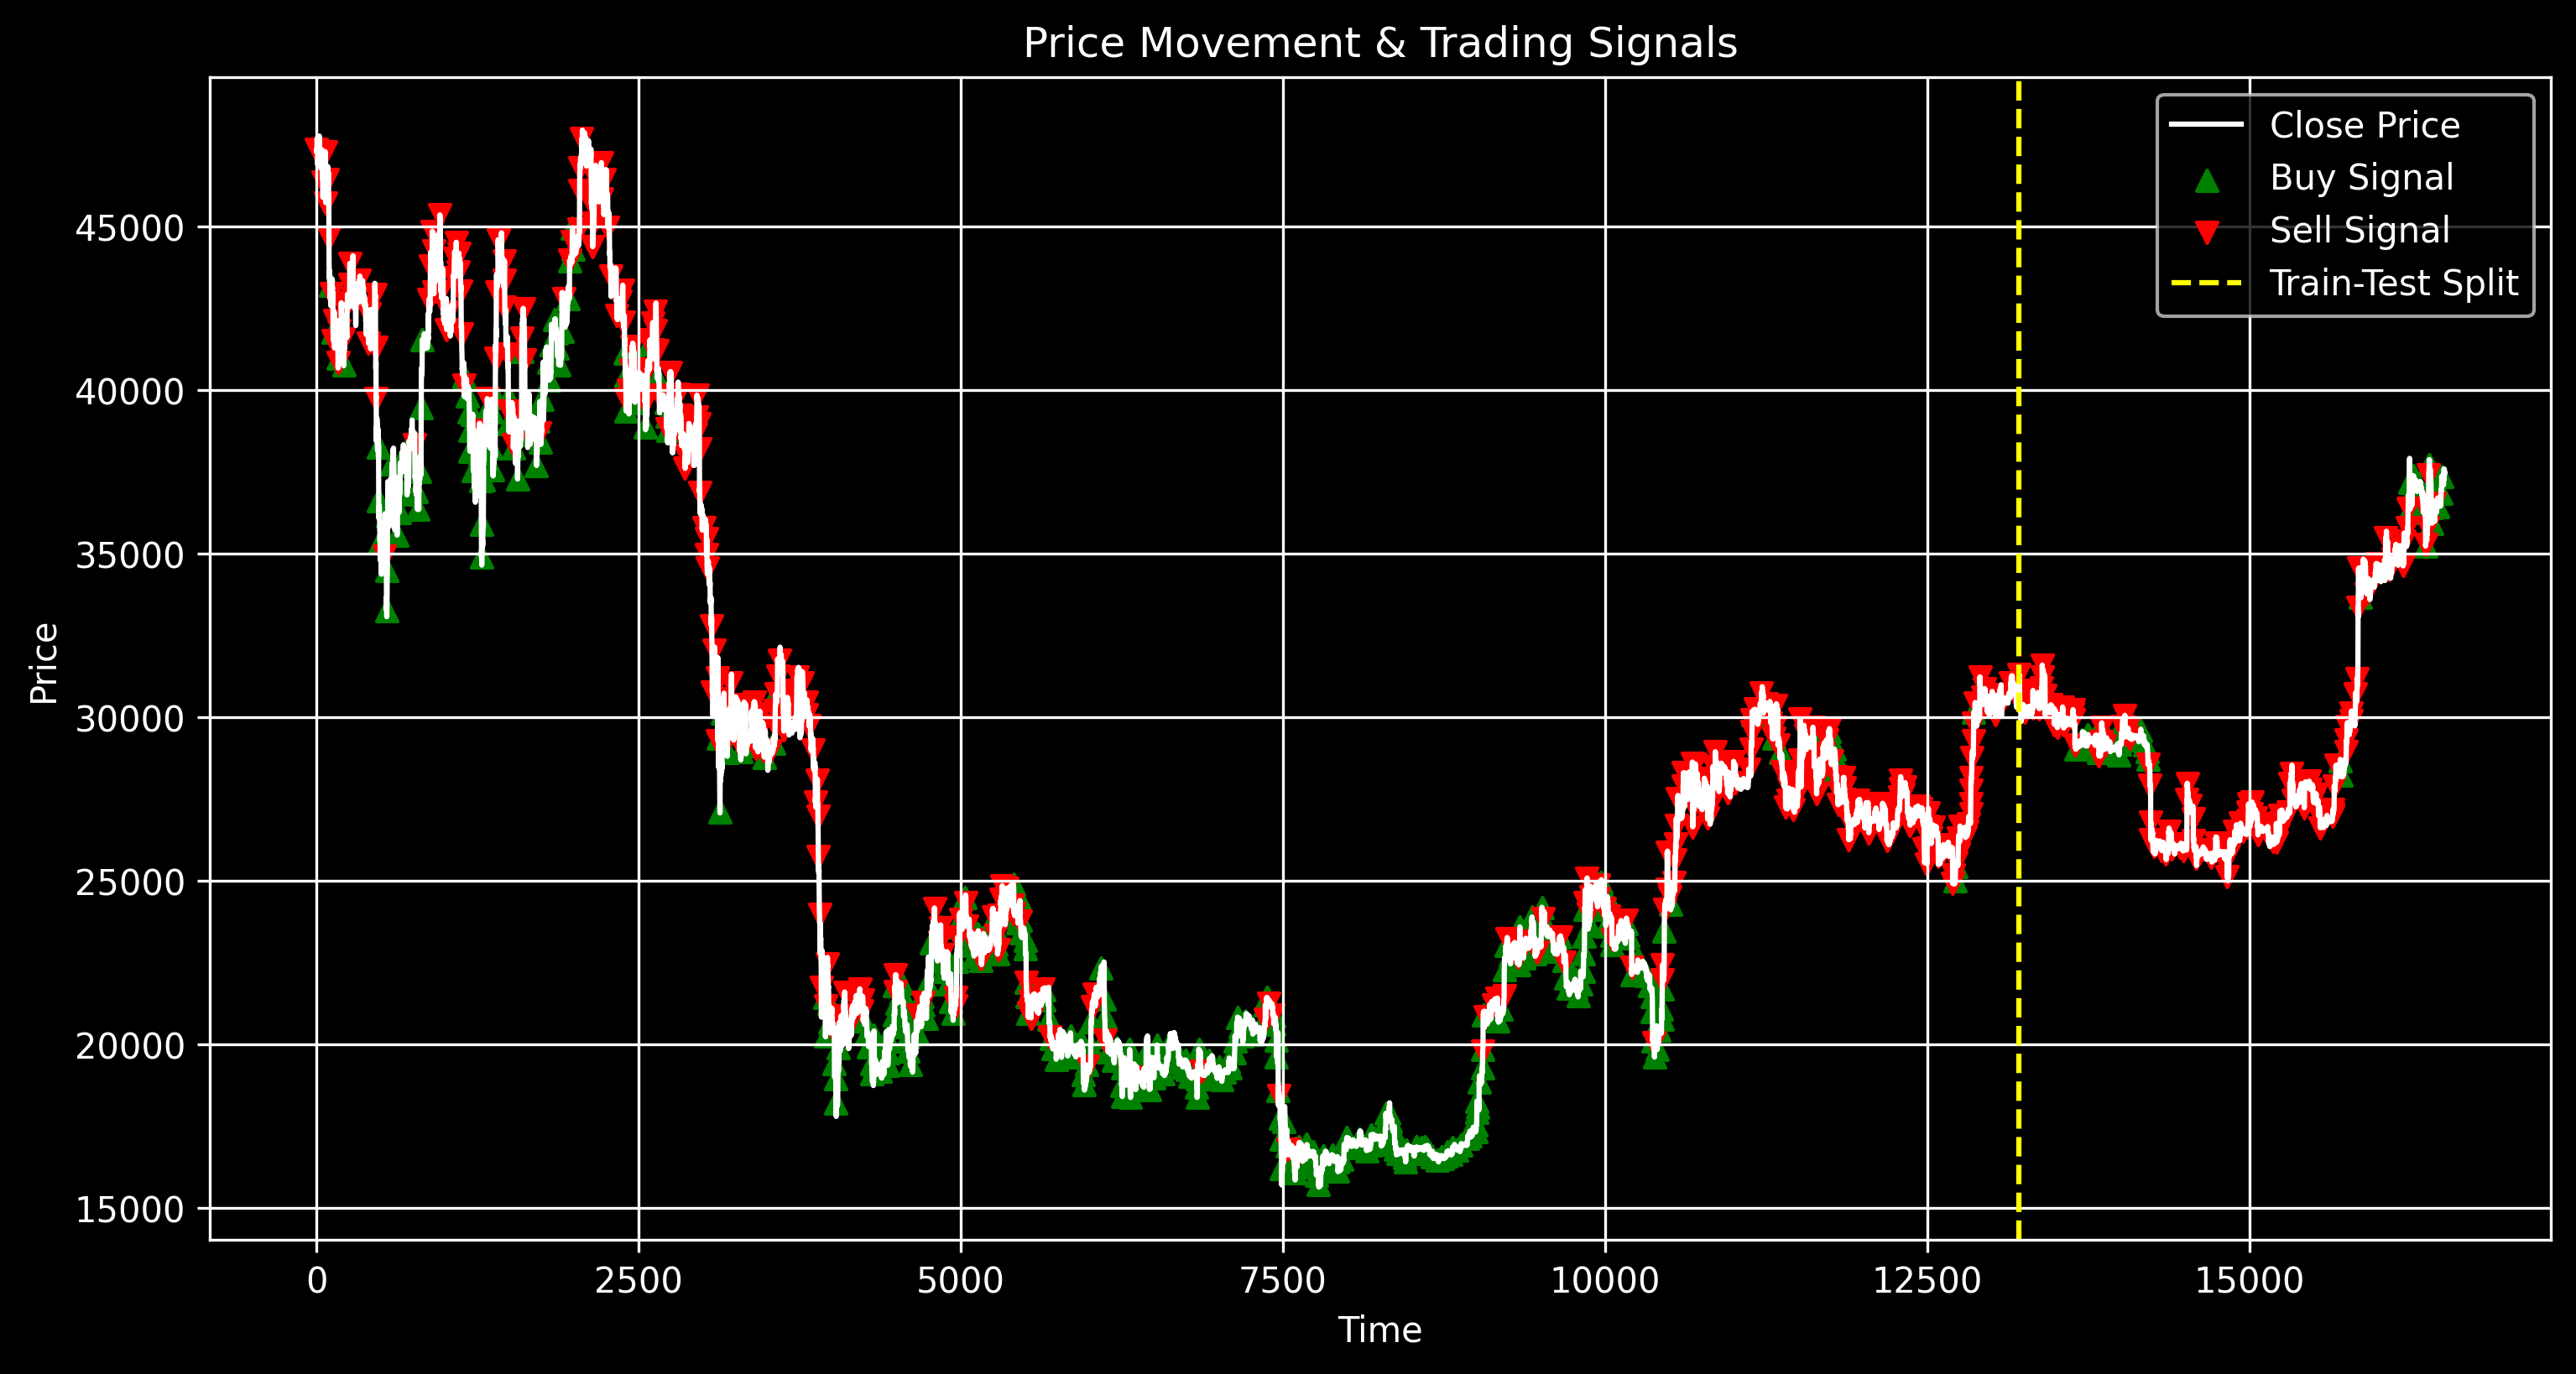 Price Movement & Trading Signals
Close Price
Buy Signal
Sell Signal
Train-Test Split
45000
40000
35000
30000
25000
20000
15000
Price
0 2500 5000 7500 10000 12500 15000
Time